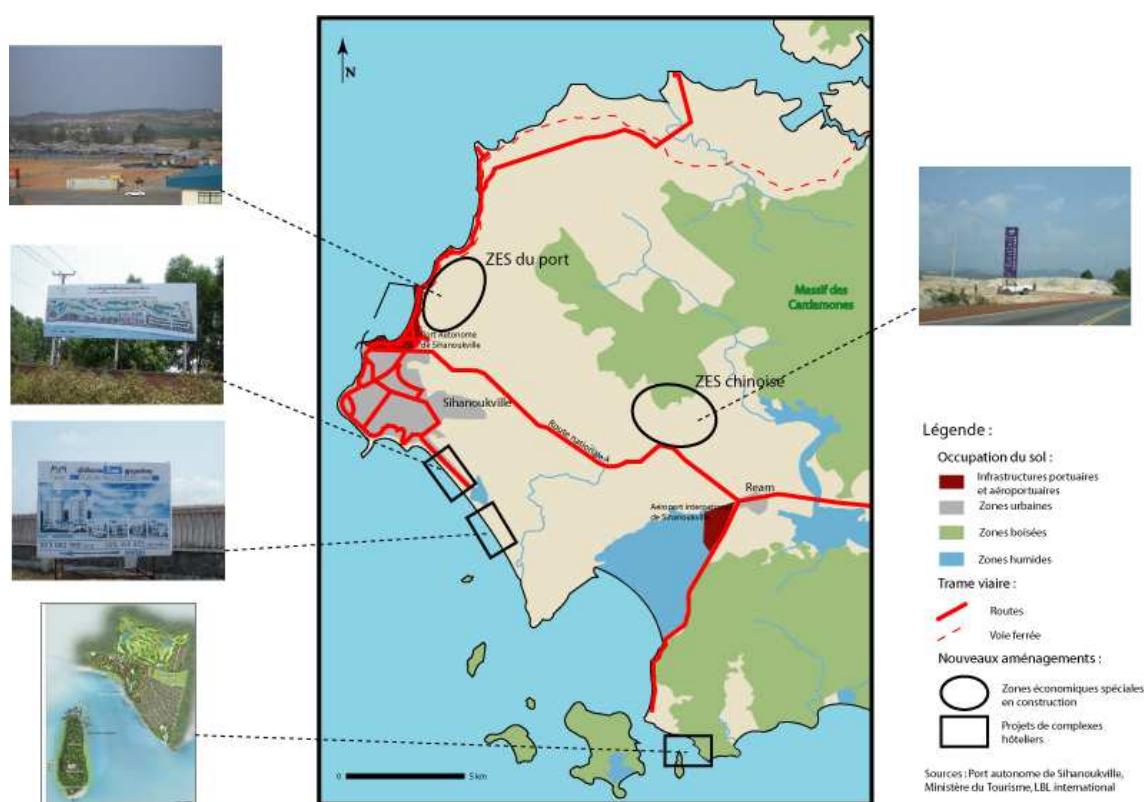 N
ZES du port
Massif des
Cardamones
Port Autonome
de Sihanoukville
ZES chinoise
Sihanoukville
Route nationale 4
Ream
Aéroport international
de Sihanoukville
0 5 km
Légende :
Occupation du sol :
Infrastructures portuaires
et aéroportuaires
Zones urbaines
Zones boisées
Zones humides
Trame viaire :
Routes
Voie ferrée
Nouveaux aménagements :
Zones économiques spéciales
en construction
Projets de complexes
hôteliers
Sources : Port autonome de Sihanoukville,
Ministère du Tourisme, LBL international